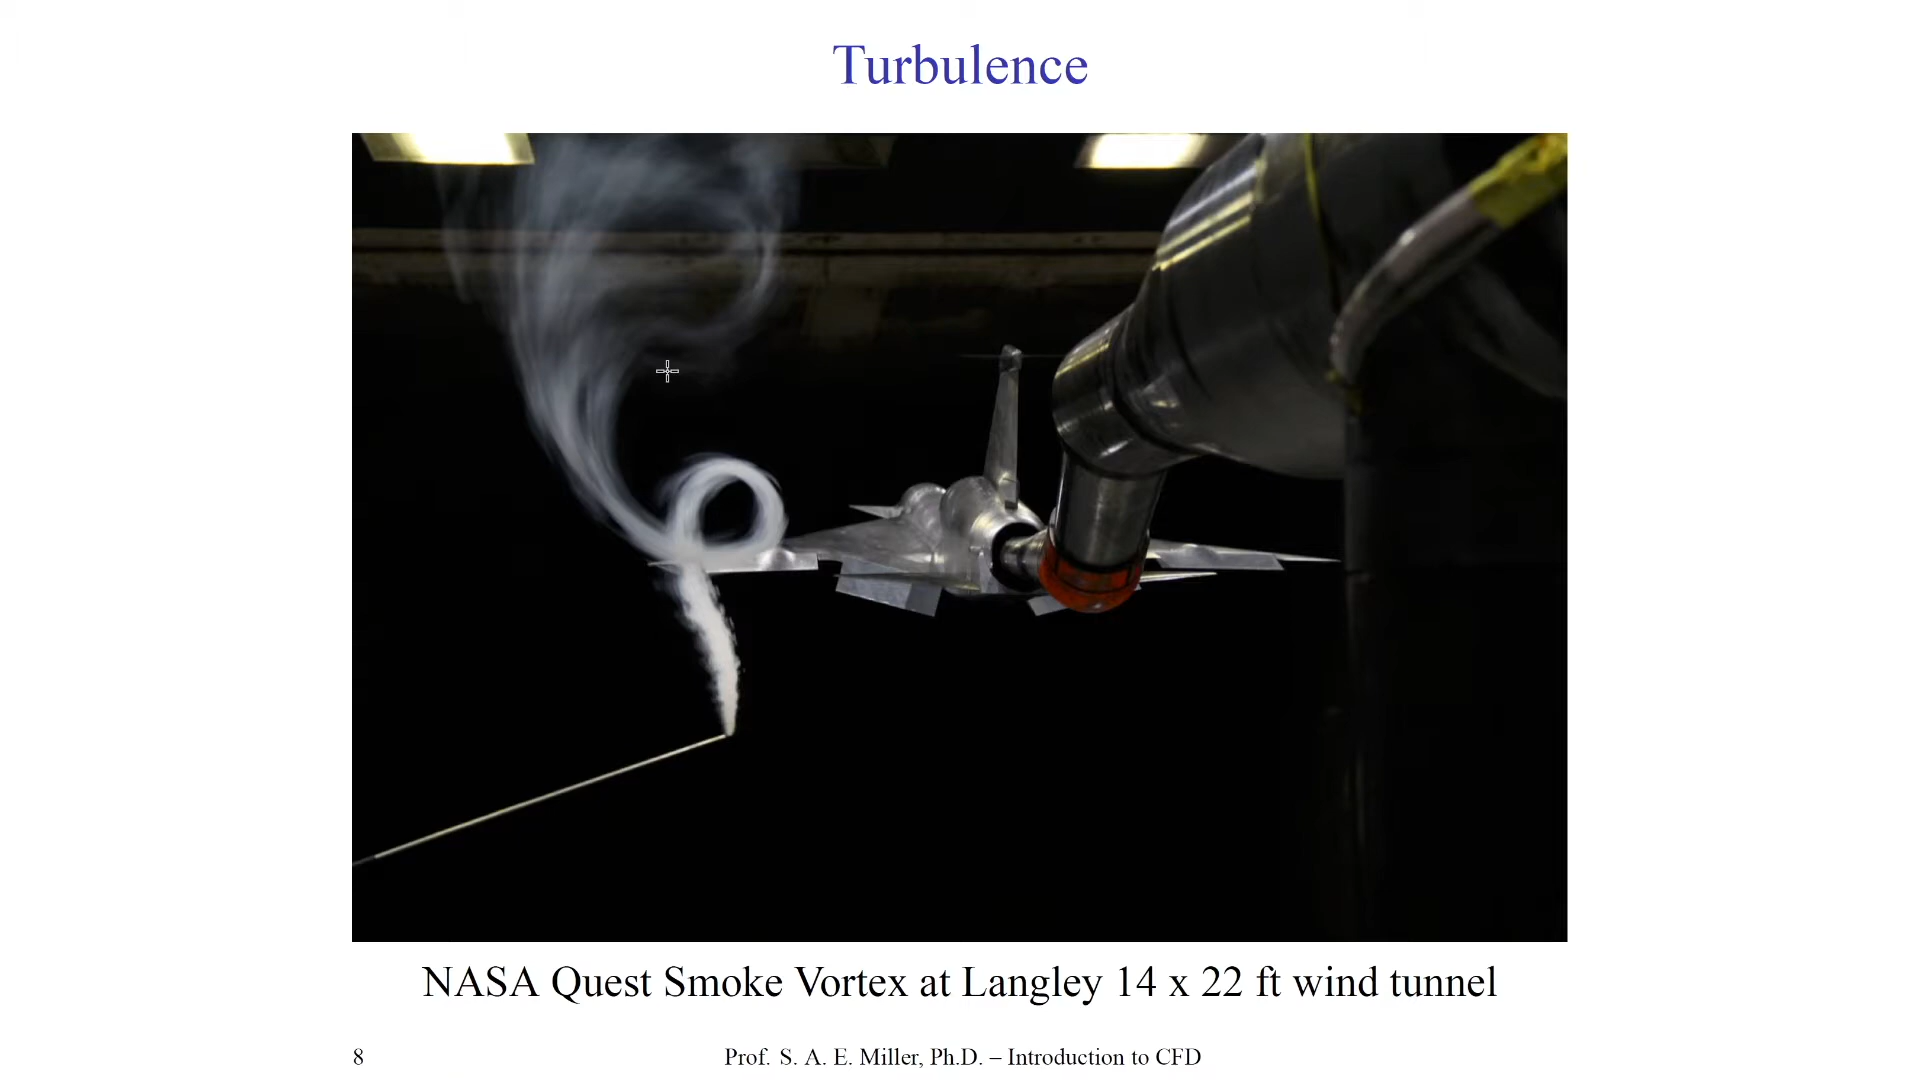 Turbulence
NASA Quest Smoke Vortex at Langley 14 x 22 ft wind tunnel
8
Prof. S. A. E. Miller, Ph.D. – Introduction to CFD